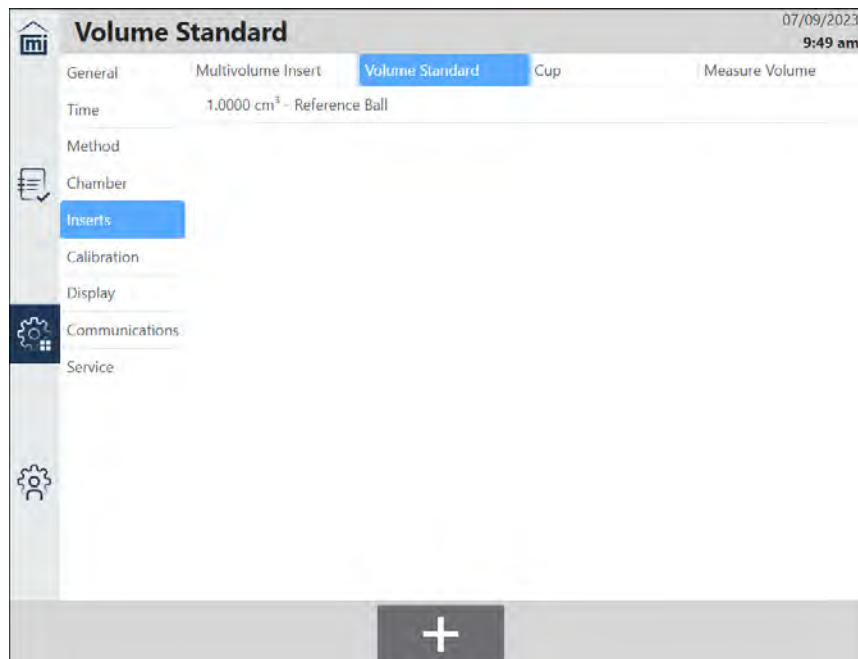 mi
Volume Standard
07/09/2023
9:49 am
General
Time
Method
Chamber
Inserts
Calibration
Display
Communications
Service
Multivolume Insert
Volume Standard
Cup
Measure Volume
1.0000 cm³ - Reference Ball
+